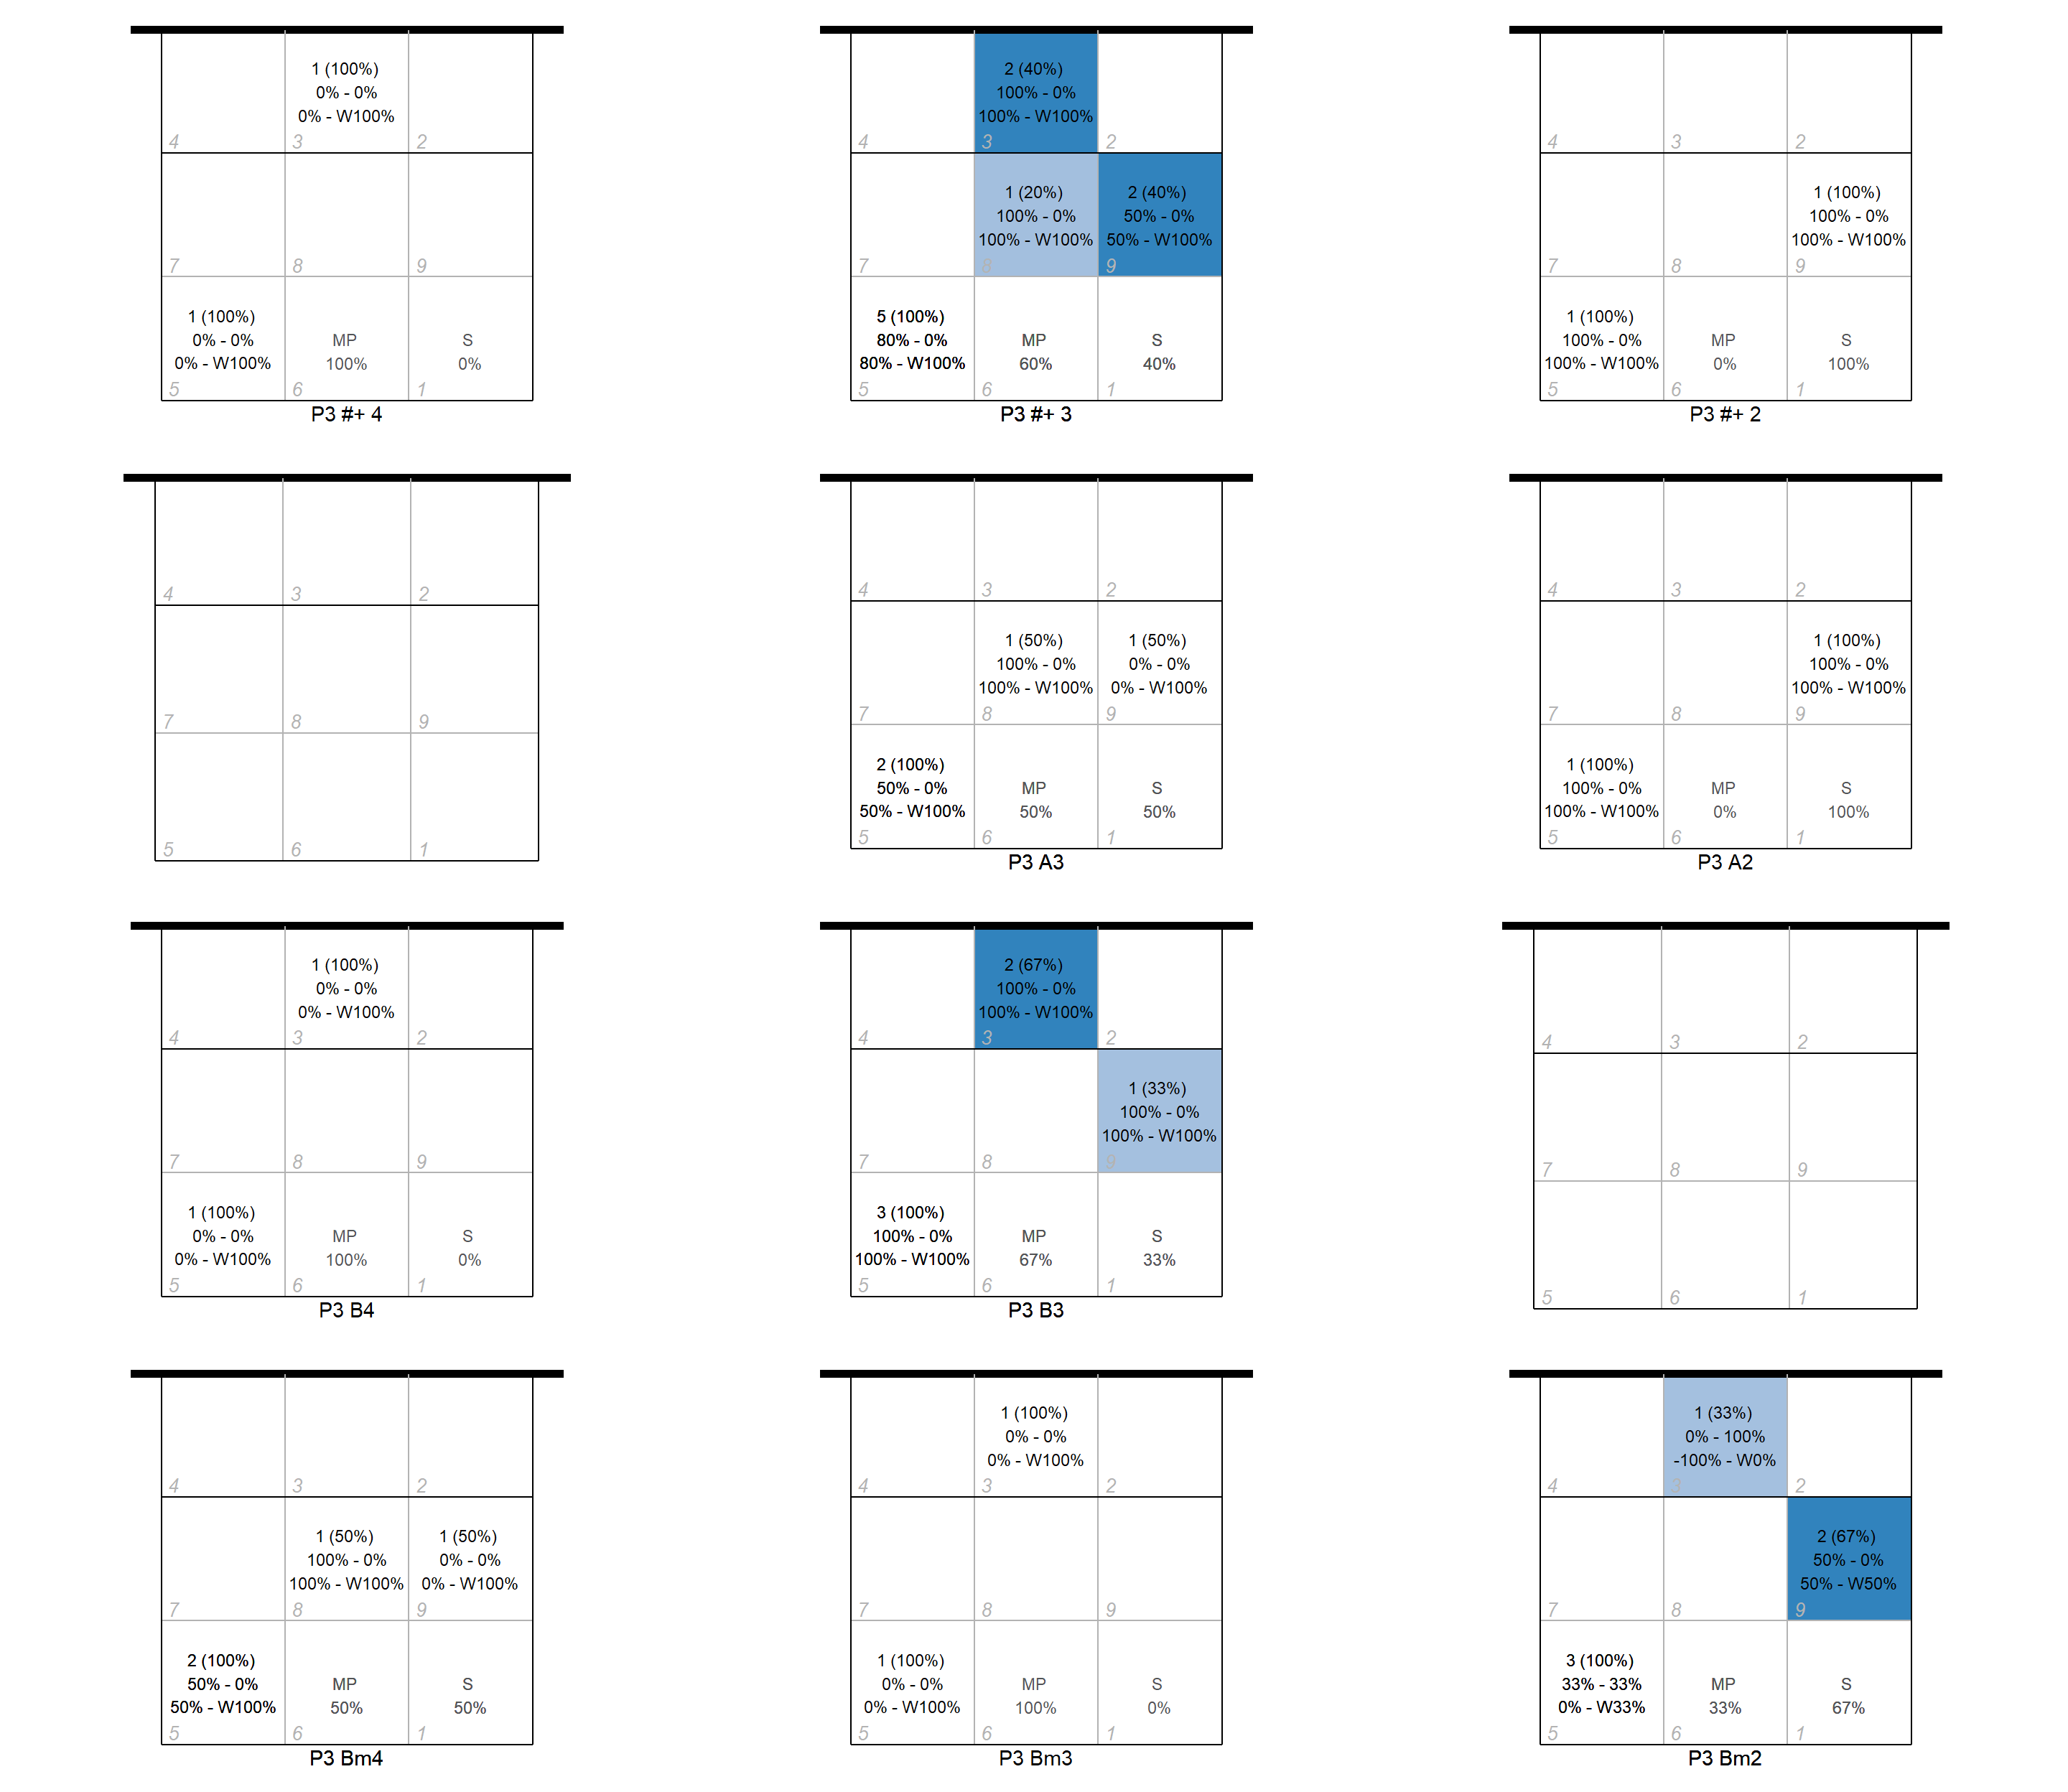 1 (100%)
0% - 0%
0% - W100%
4 3 2
7 8 9
1 (100%)
0% - 0% MP S
0% - W100% 100% 0%
5 6 1
P3 #+ 4
2 (40%)
100% - 0%
100% - W100%
4 3 2
1 (20%) 2 (40%)
100% - 0% 50% - 0%
100% - W100% 50% - W100%
7 8 9
5 (100%)
80% - 0% MP S
80% - W100% 60% 40%
5 6 1
P3 #+ 3
4 3 2
1 (100%)
100% - 0%
100% - W100%
7 8 9
1 (100%)
100% - 0% MP S
100% - W100% 0% 100%
5 6 1
P3 #+ 2
4 3 2
7 8 9
5 6 1
4 3 2
1 (50%) 1 (50%)
100% - 0% 0% - 0%
100% - W100% 0% - W100%
7 8 9
2 (100%)
50% - 0% MP S
50% - W100% 50% 50%
5 6 1
P3 A3
4 3 2
1 (100%)
100% - 0%
100% - W100%
7 8 9
1 (100%)
100% - 0% MP S
100% - W100% 0% 100%
5 6 1
P3 A2
1 (100%)
0% - 0%
0% - W100%
4 3 2
7 8 9
1 (100%)
0% - 0% MP S
0% - W100% 100% 0%
5 6 1
P3 B4
2 (67%)
100% - 0%
100% - W100%
4 3 2
1 (33%)
100% - 0%
100% - W100%
7 8 9
3 (100%)
100% - 0% MP S
100% - W100% 67% 33%
5 6 1
P3 B3
4 3 2
7 8 9
5 6 1
4 3 2
1 (50%) 1 (50%)
100% - 0% 0% - 0%
100% - W100% 0% - W100%
7 8 9
2 (100%)
50% - 0% MP S
50% - W100% 50% 50%
5 6 1
P3 Bm4
1 (100%)
0% - 0%
0% - W100%
4 3 2
7 8 9
1 (100%)
0% - 0% MP S
0% - W100% 100% 0%
5 6 1
P3 Bm3
1 (33%)
0% - 100%
-100% - W0%
4 3 2
2 (67%)
50% - 0%
50% - W50%
7 8 9
3 (100%)
33% - 33% MP S
0% - W33% 33% 67%
5 6 1
P3 Bm2